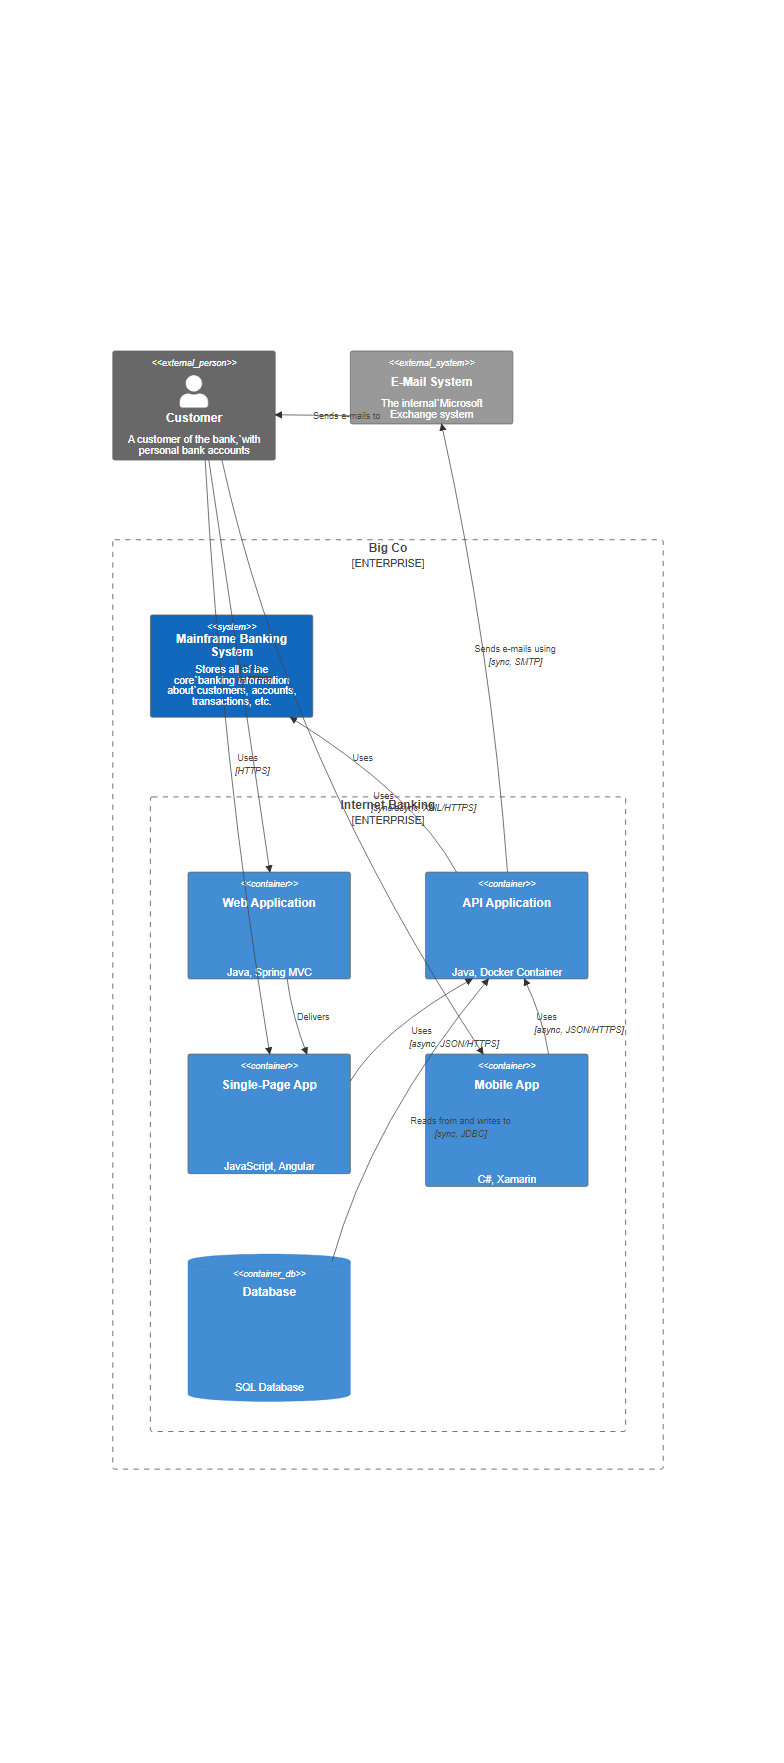 <<external_person>>
Customer
A customer of the bank,`with
personal bank accounts
<<external_system>>
E-Mail System
The internal`Microsoft
Exchange system
Sends e-mails to
Big Co
[ENTERPRISE]
<<system>>
Mainframe Banking
System
Stores all of the
core`banking information
about`customers, accounts,
transactions, etc.
Sends e-mails using
[sync, SMTP]
Uses
[HTTPS]
Uses
Uses
[sync/async, XML/HTTPS]
Internet Banking
[ENTERPRISE]
<<container>>
Web Application
Java, Spring MVC
<<container>>
API Application
Java, Docker Container
Delivers
Uses
[async, JSON/HTTPS]
Uses
[async, JSON/HTTPS]
<<container>>
Single-Page App
JavaScript, Angular
<<container>>
Mobile App
C#, Xamarin
Reads from and writes to
[sync, JDBC]
<<container_db>>
Database
SQL Database